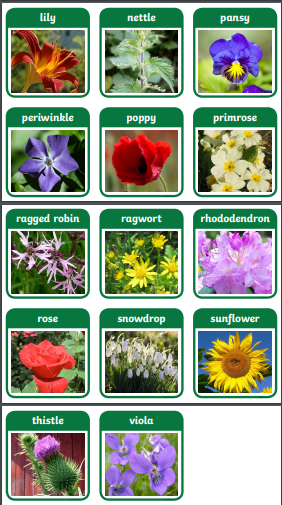 lily
nettle
pansy
periwinkle
poppy
primrose
ragged robin
ragwort
rhododendron
rose
snowdrop
sunflower
thistle
viola